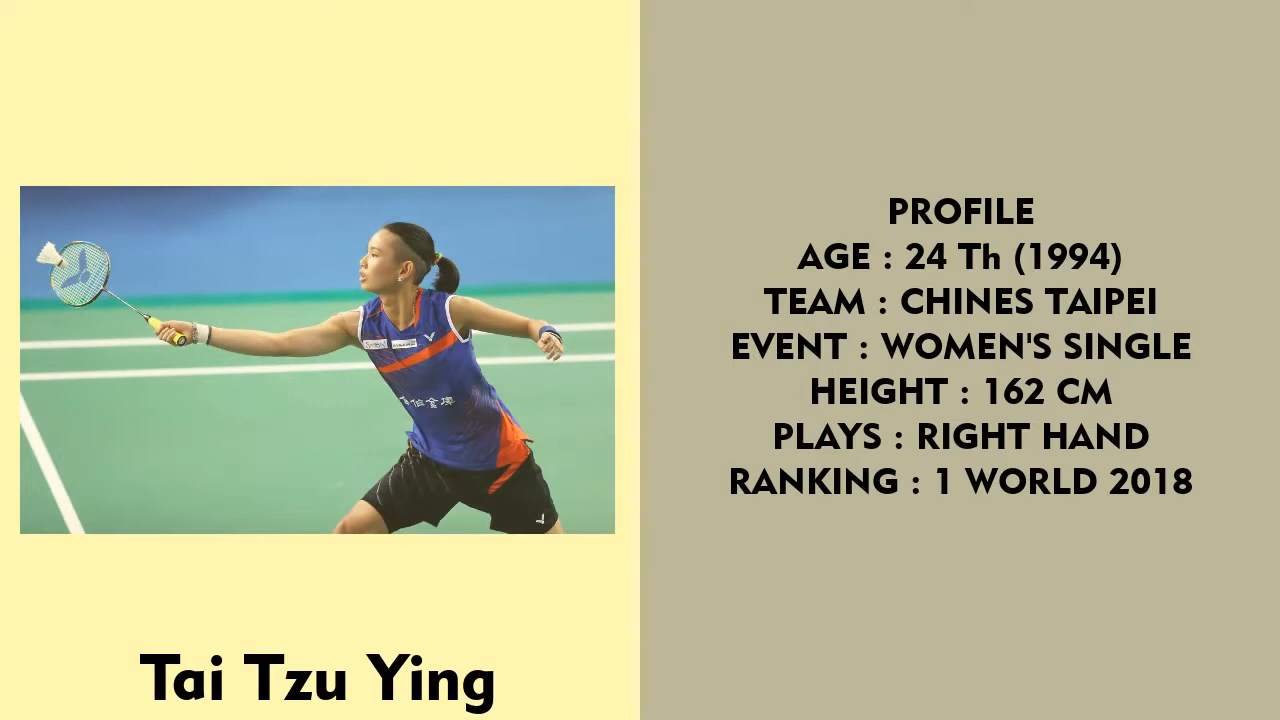 Tai Tzu Ying
PROFILE
AGE : 24 Th (1994)
TEAM : CHINES TAIPEI
EVENT : WOMEN'S SINGLE
HEIGHT : 162 CM
PLAYS : RIGHT HAND
RANKING : 1 WORLD 2018